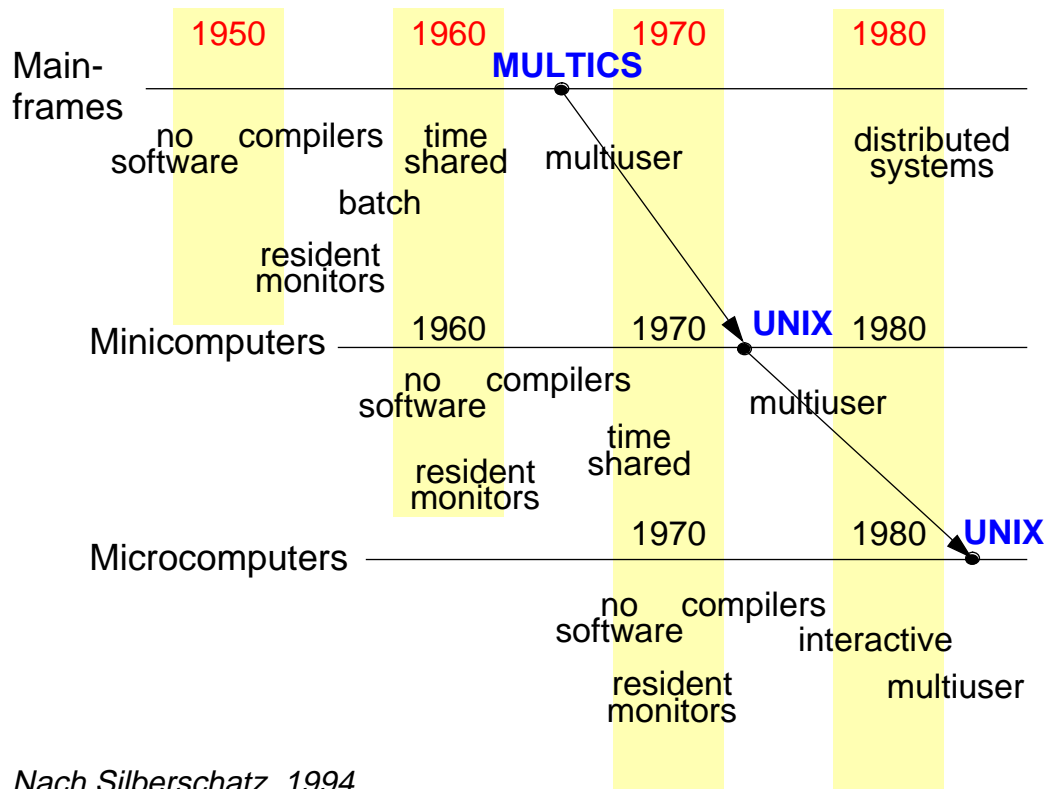 1950 1960 1970 1980
Main-
frames
MULTICS
no
software
compilers
time
shared
multiuser
distributed
systems
batch
resident
monitors
Minicomputers
1960 1970 UNIX 1980
no
software
compilers
multiuser
time
shared
resident
monitors
Microcomputers
1970 1980 UNIX
no
software
compilers
interactive
resident
monitors
multiuser
Nach Silberschatz, 1994